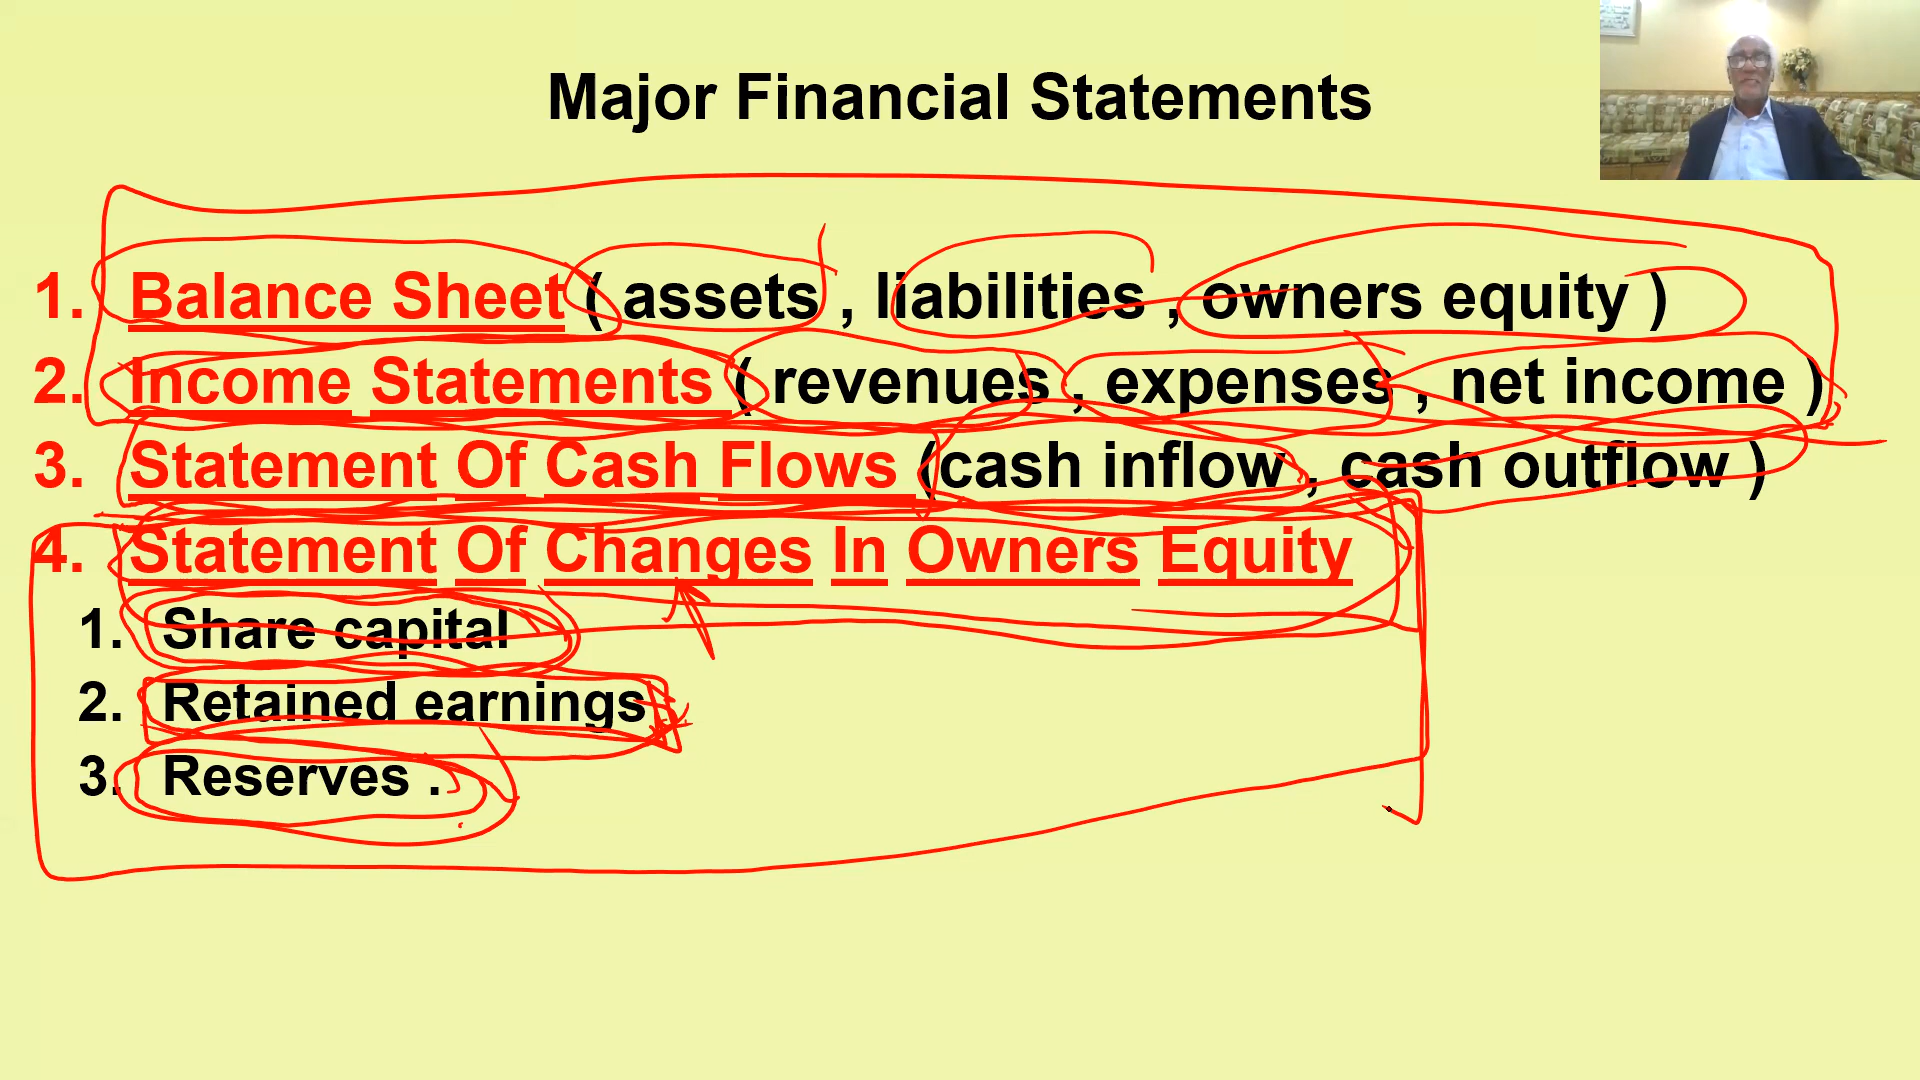 Major Financial Statements
1. Balance Sheet ( assets , liabilities , owners equity )
2. Income Statements ( revenues , expenses , net income )
3. Statement Of Cash Flows (cash inflow , cash outflow )
4. Statement Of Changes In Owners Equity
1. Share capital
2. Retained earnings
3. Reserves .